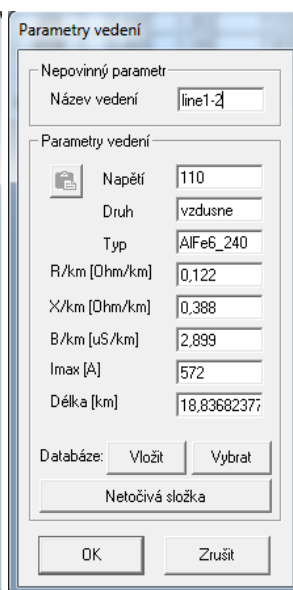 Parametry vedení
Nepovinný parametr
Název vedení line1-2
Parametry vedení
Napětí 110
Druh vzdusne
Typ AlFe6_240
R/km [Ohm/km] 0,122
X/km [Ohm/km] 0,388
B/km [uS/km] 2,899
Imax [A] 572
Délka [km] 18,83682377
Databáze: Vložit Vybrat
Netočivá složka
OK Zrušit